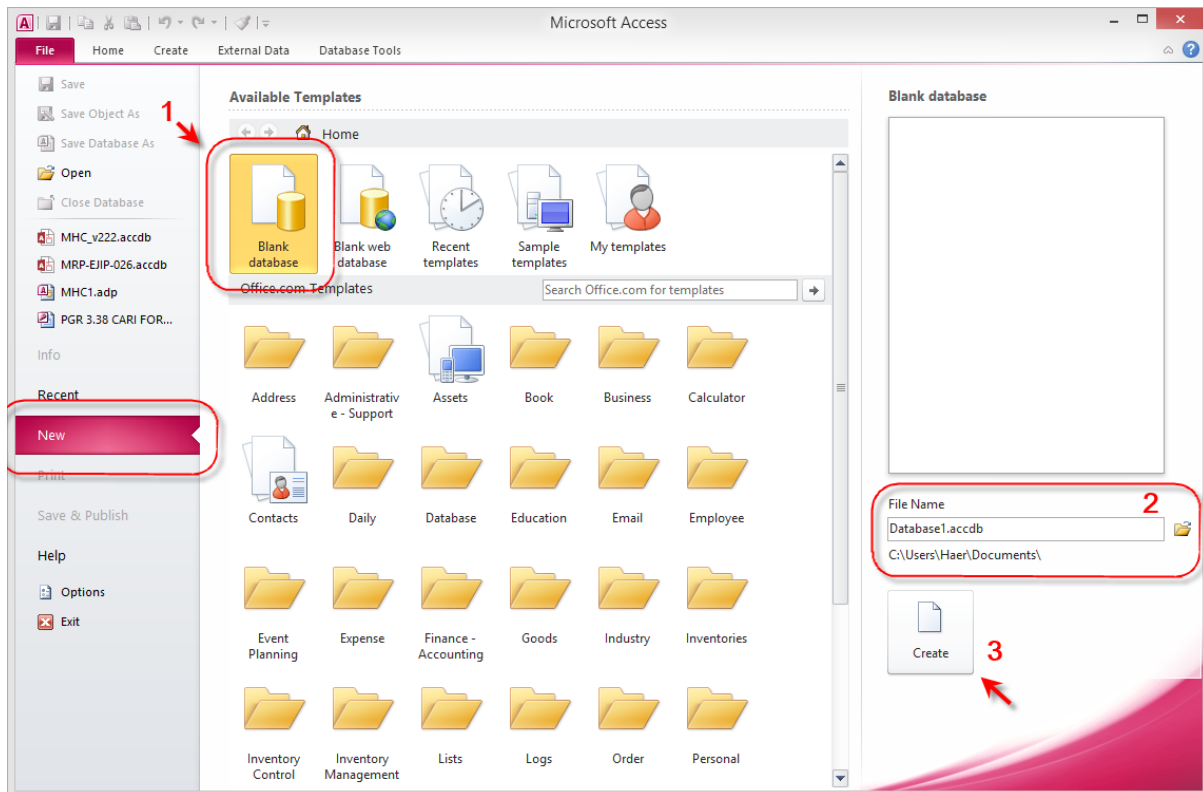 Microsoft Access
File Home Create External Data Database Tools
Save
Save Object As
Save Database As
Open
Close Database
MHC_v222.accdb
MRP-EJIP-026.accdb
MHC1.adp
PGR 3.38 CARI FOR...
Info
Recent
New
Print
Save & Publish
Help
Options
Exit
1
Available Templates
Home
Blank
database
Blank web
database
Recent
templates
Sample
templates
My templates
Office.com Templates
Search Office.com for templates
Address
Administrativ
e - Support
Assets
Book
Business
Calculator
Contacts
Daily
Database
Education
Email
Employee
Event
Planning
Expense
Finance -
Accounting
Goods
Industry
Inventories
Inventory
Control
Inventory
Management
Lists
Logs
Order
Personal
Blank database
File Name
2
Database1.accdb
C:\Users\Haer\Documents\
Create
3